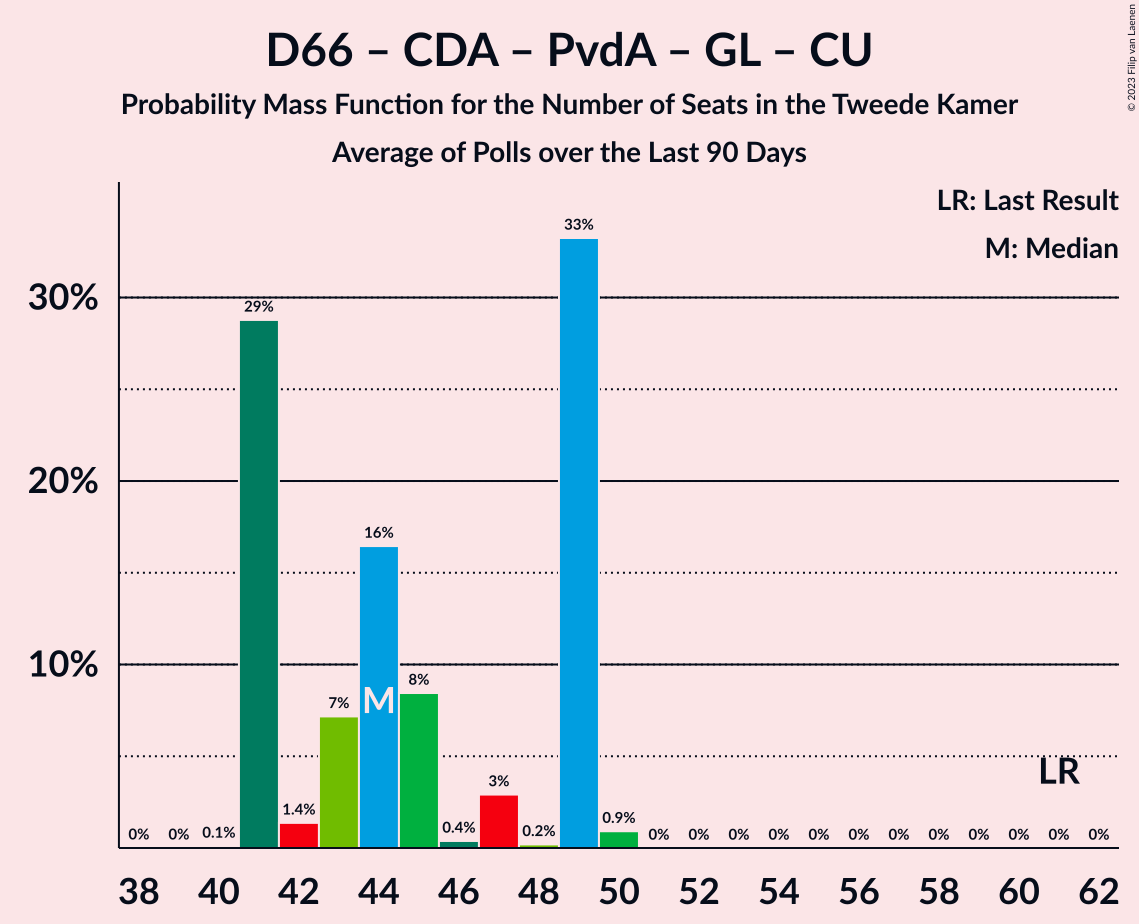 D66 – CDA – PvdA – GL – CU
Probability Mass Function for the Number of Seats in the Tweede Kamer
Average of Polls over the Last 90 Days
© 2023 Filip van Laenen
LR: Last Result
M: Median
30%
20%
10%
0% 0% 0.1% 29% 1.4% 7% 16% 8% 0.4% 3% 0.2% 33% 0.9% 0% 0% 0% 0% 0% 0% 0% 0% 0% 0% 0% 0%
M
LR
38 40 42 44 46 48 50 52 54 56 58 60 62